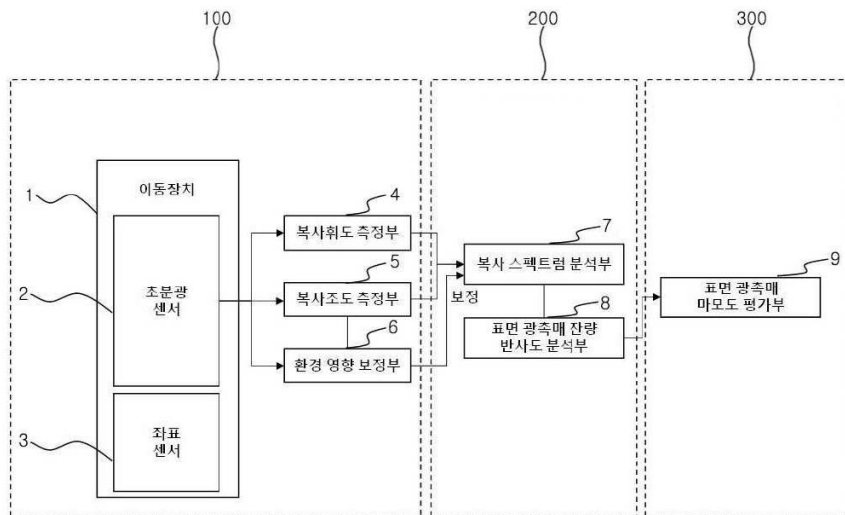 100
200
300
1
이동장치
2
초분광
센서
3
좌표
센서
4
복사휘도 측정부
5
복사조도 측정부
6
환경 영향 보정부
보정
7
복사 스펙트럼 분석부
8
표면 광촉매 잔량
반사도 분석부
9
표면 광촉매
마모도 평가부